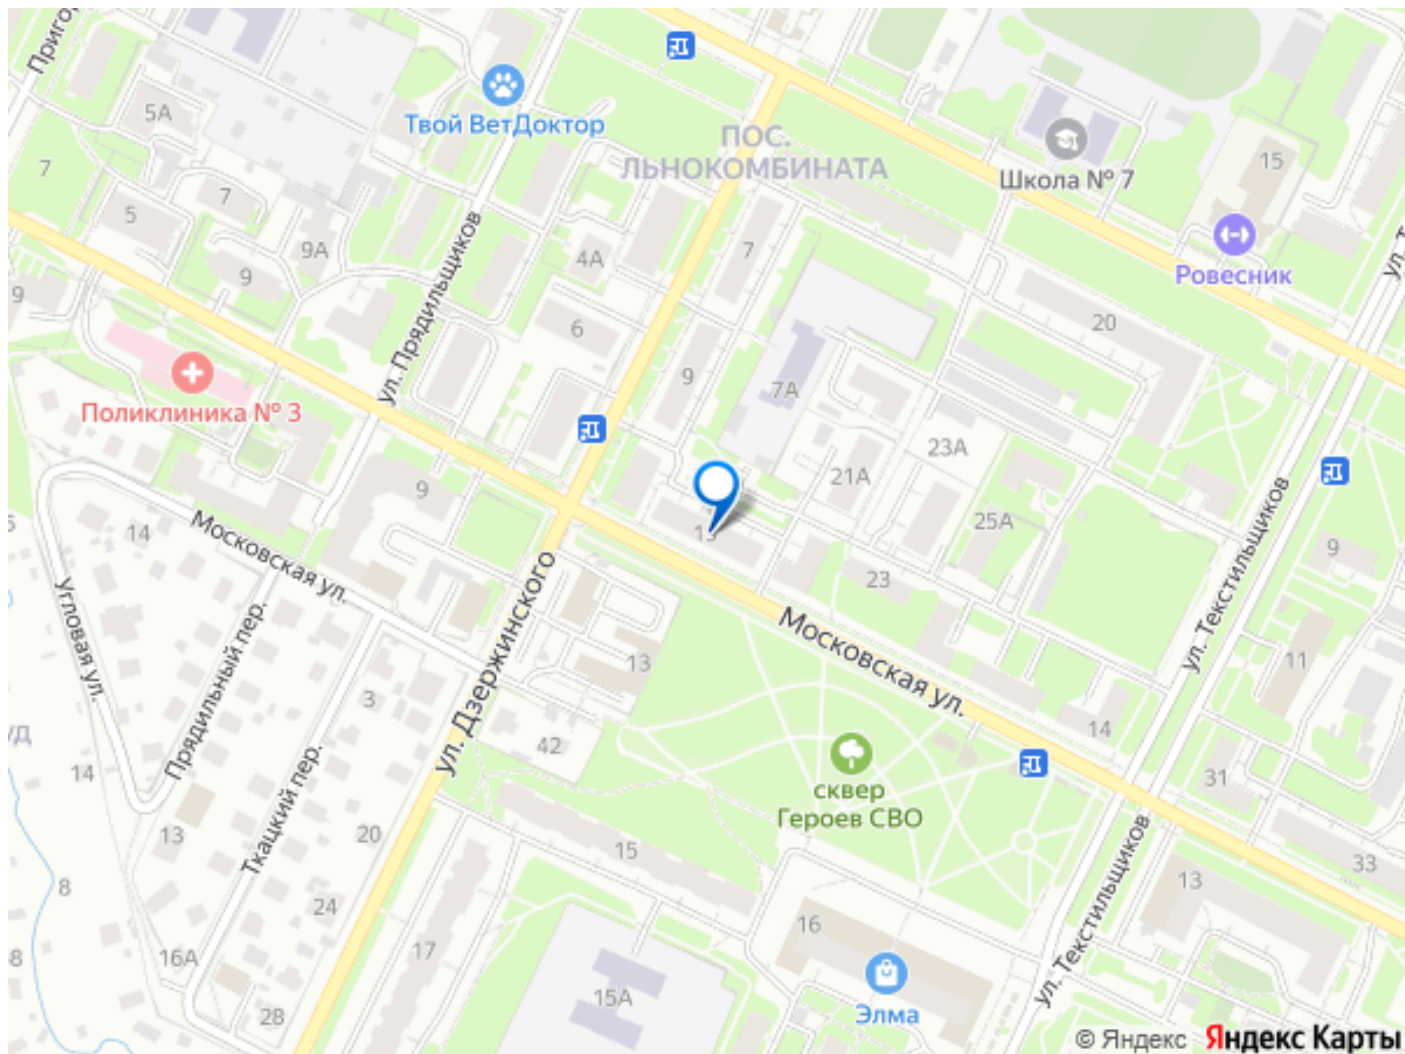 Твой ВетДоктор
5А
ПОС.
ЛЬНОКОМБИНАТА
Школа № 7
15
7
7
5
9А
9
4А
7
ул. Прядильщиков
Ровесник
9
6
20
Поликлиника № 3
9
7А
23А
21А
9
25А
14
Московская ул.
9
23
Угловая ул.
Прядильный пер.
ул. Дзержинского
13
Московская ул.
ул. Текстильщиков
11
3
42
14
14
31
Ткацкий пер.
сквер
Героев СВО
13
20
15
33
13
8
24
16
17
ул. Текстильщиков
16А
15А
28
Элма
© Яндекс Яндекс Карты